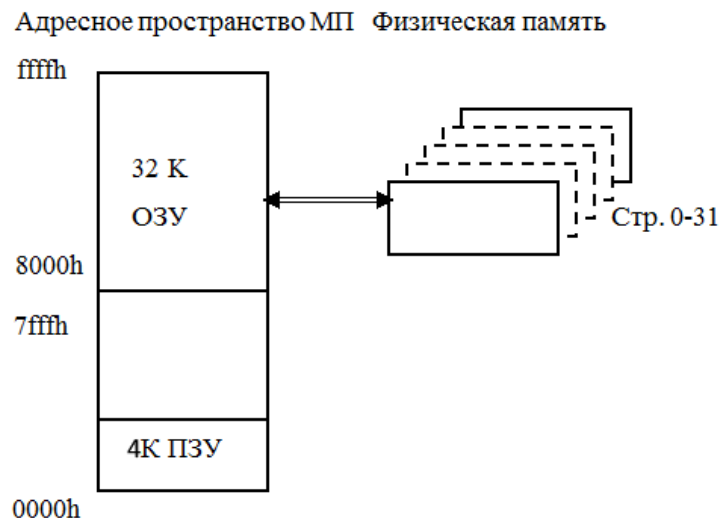 Адресное пространство МП Физическая память
ffffh
32 К
ОЗУ
Стр. 0-31
8000h
7fffh
4К ПЗУ
0000h